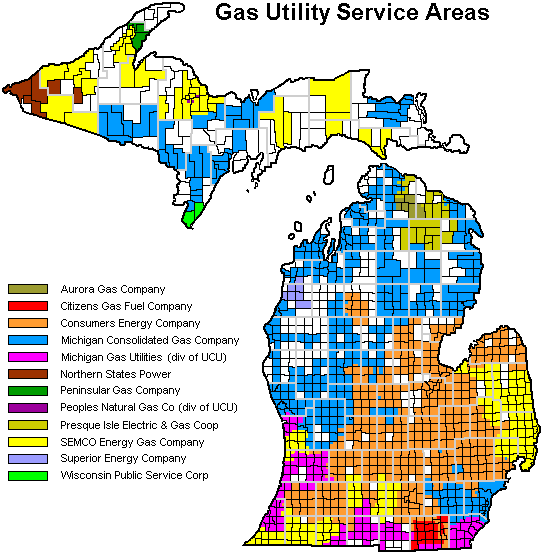 Gas Utility Service Areas
Aurora Gas Company
Citizens Gas Fuel Company
Consumers Energy Company
Michigan Consolidated Gas Company
Michigan Gas Utilities (div of UCU)
Northern States Power
Peninsular Gas Company
Peoples Natural Gas Co (div of UCU)
Presque Isle Electric & Gas Coop
SEMCO Energy Gas Company
Superior Energy Company
Wisconsin Public Service Corp